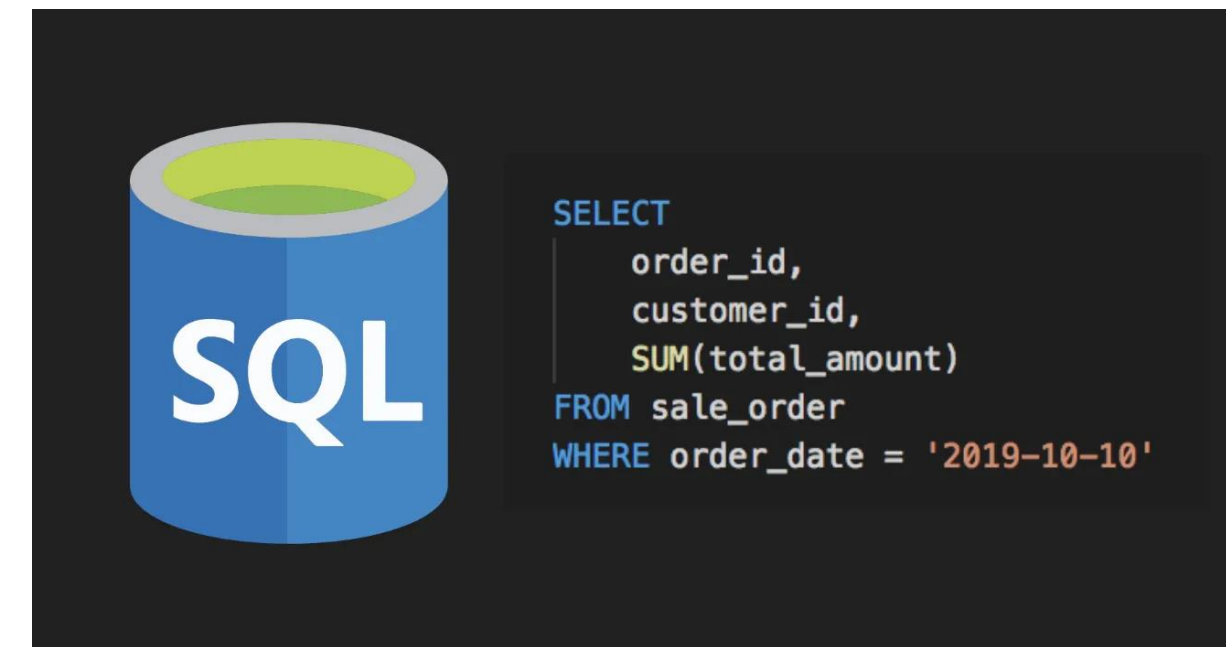 SQL
SELECT
order_id,
customer_id,
SUM(total_amount)
FROM sale_order
WHERE order_date = '2019-10-10'